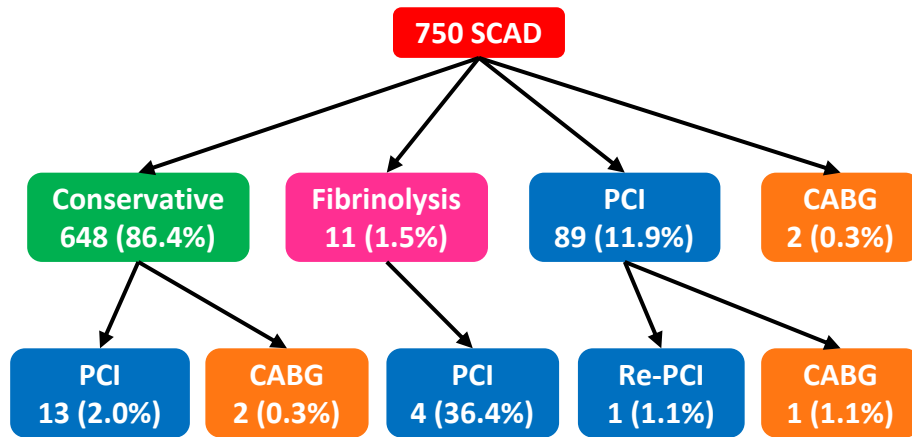 750 SCAD
Conservative
648 (86.4%)
Fibrinolysis
11 (1.5%)
PCI
89 (11.9%)
CABG
2 (0.3%)
PCI
13 (2.0%)
CABG
2 (0.3%)
PCI
4 (36.4%)
Re-PCI
1 (1.1%)
CABG
1 (1.1%)